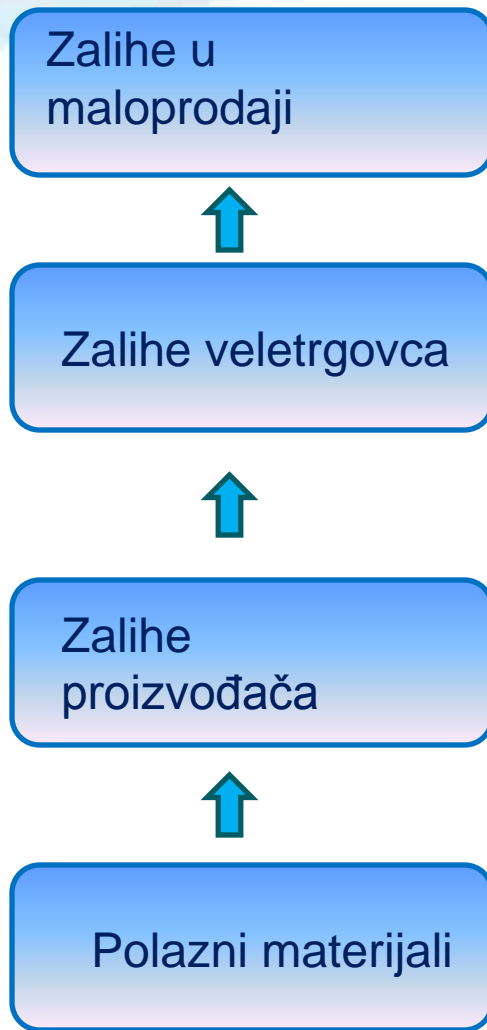 Zalihe u
maloprodaji
Zalihe veletrgovca
Zalihe
proizvođača
Polazni materijali